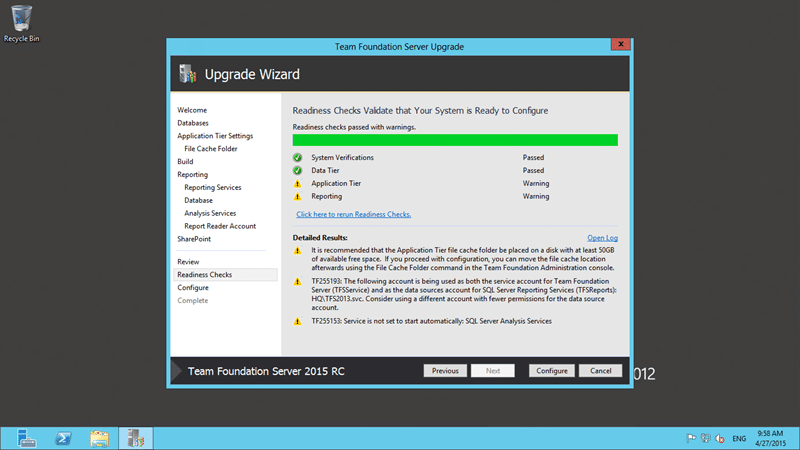 Recycle Bin
Team Foundation Server Upgrade
x
Upgrade Wizard
Welcome
Databases
Application Tier Settings
File Cache Folder
Build
Reporting
Reporting Services
Database
Analysis Services
Report Reader Account
SharePoint
Review
Readiness Checks
Configure
Complete
Readiness Checks Validate that Your System is Ready to Configure
Readiness checks passed with warnings.
System Verifications Passed
Data Tier Passed
Application Tier Warning
Reporting Warning
Click here to rerun Readiness Checks.
Detailed Results: Open Log
It is recommended that the Application Tier file cache folder be placed on a disk with at least 50GB
of available free space. If you proceed with configuration, you can move the file cache location
afterwards using the File Cache Folder command in the Team Foundation Administration console.
TF255193: The following account is being used as both the service account for Team Foundation
Server (TFSService) and as the data sources account for SQL Server Reporting Services (TFSReports):
HQ\TFS2013.svc. Consider using a different account with fewer permissions for the data source
account.
TF255153: Service is not set to start automatically: SQL Server Analysis Services
Team Foundation Server 2015 RC
Previous Next Configure Cancel
012
ENG
9:58 AM
4/27/2015